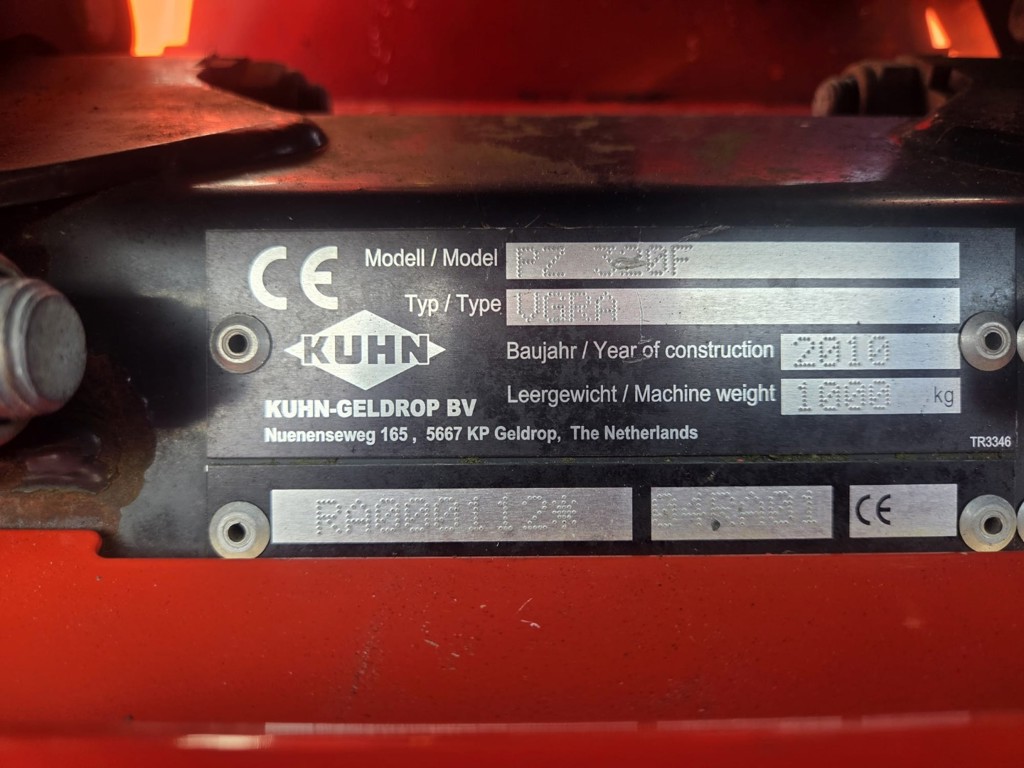 CE
Modell / Model PZ 320F
Typ / Type VGRA
KUHN
Baujahr / Year of construction 2010
Leergewicht / Machine weight 1000 kg
KUHN-GELDROP BV
Nuenenseweg 165, 5667 KP Geldrop, The Netherlands
TR3346
RA000112*
CE